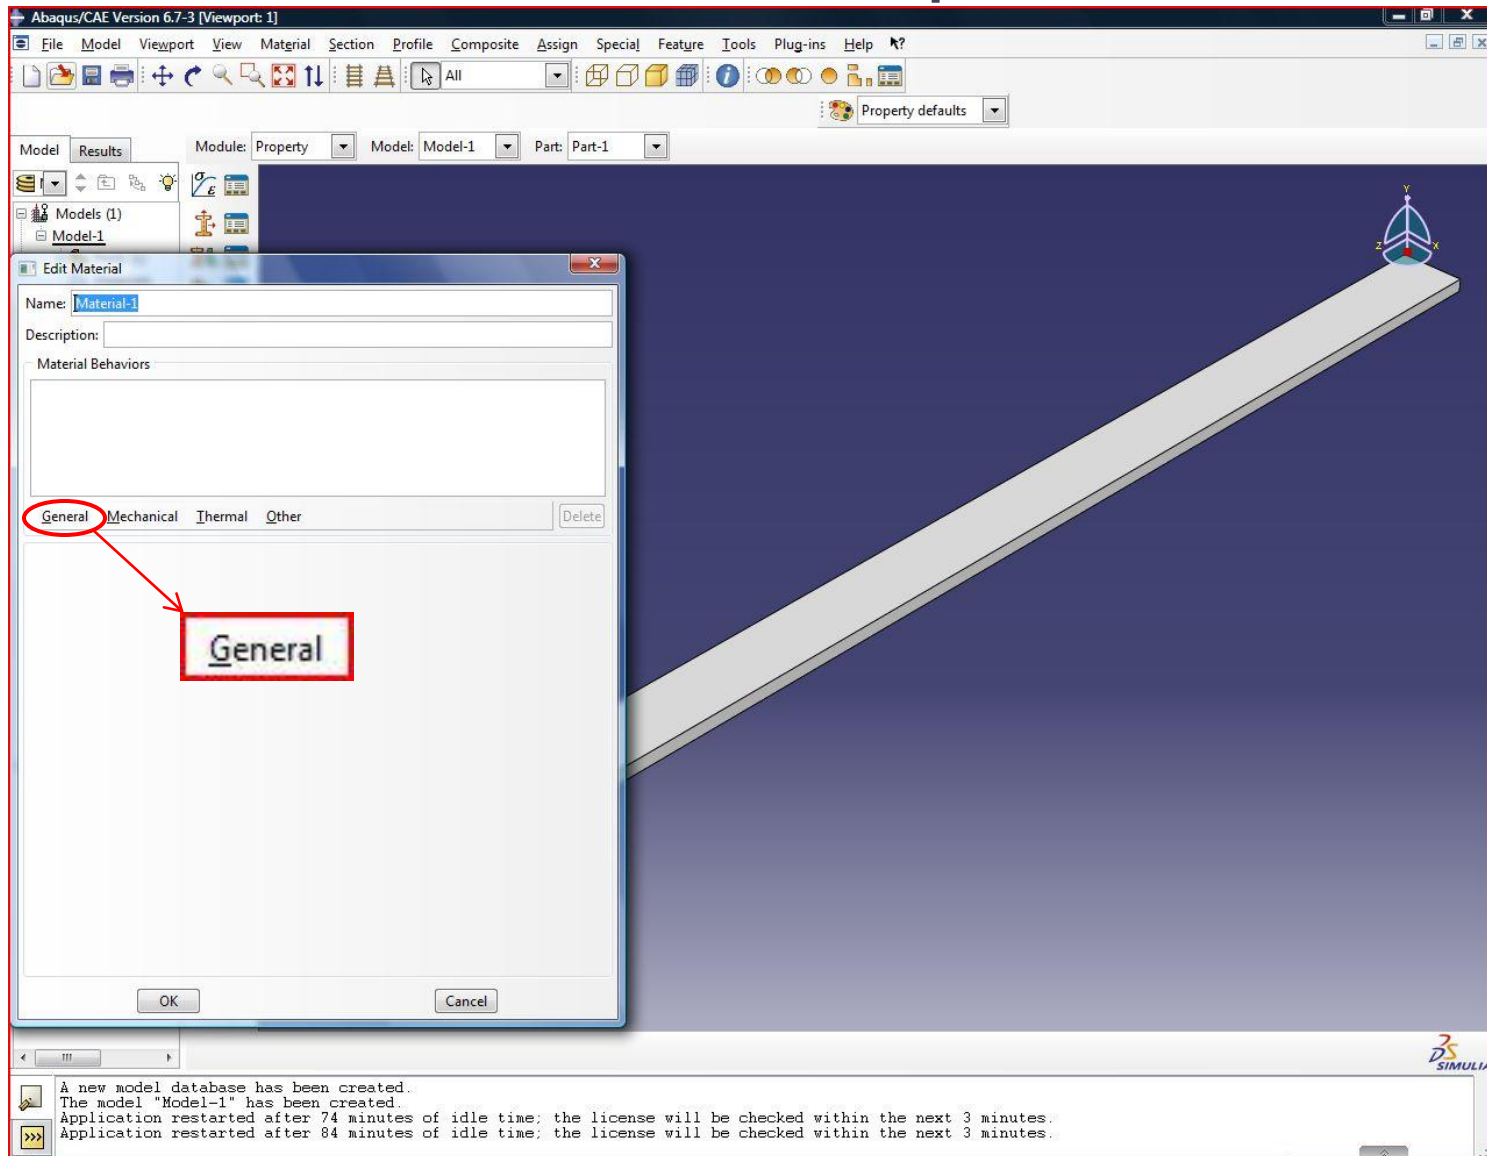 Abaqus/CAE Version 6.7-3 [Viewport: 1]
File Model Viewport View Material Section Profile Composite Assign Special Feature Tools Plug-ins Help ?
All
Property defaults
Model Results Module: Property Model: Model-1 Part: Part-1
Models (1)
Model-1
Edit Material
Name: Material-1
Description:
Material Behaviors
General Mechanical Thermal Other Delete
General
OK Cancel
Y
Z X
SIMULIA
A new model database has been created.
The model "Model-1" has been created.
Application restarted after 74 minutes of idle time; the license will be checked within the next 3 minutes.
Application restarted after 84 minutes of idle time; the license will be checked within the next 3 minutes.
>>>